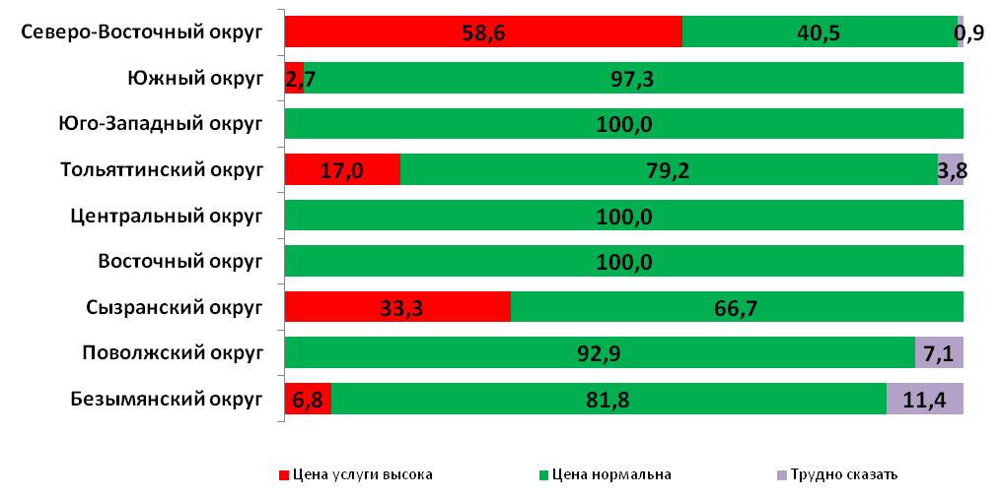 Северо-Восточный округ 58,6 40,5 0,9
Южный округ 2,7 97,3
Юго-Западный округ 100,0
Тольяттинский округ 17,0 79,2 3,8
Центральный округ 100,0
Восточный округ 100,0
Сызранский округ 33,3 66,7
Поволжский округ 92,9 7,1
Безымянский округ 6,8 81,8 11,4
Цена услуги высока Цена нормальна Трудно сказать